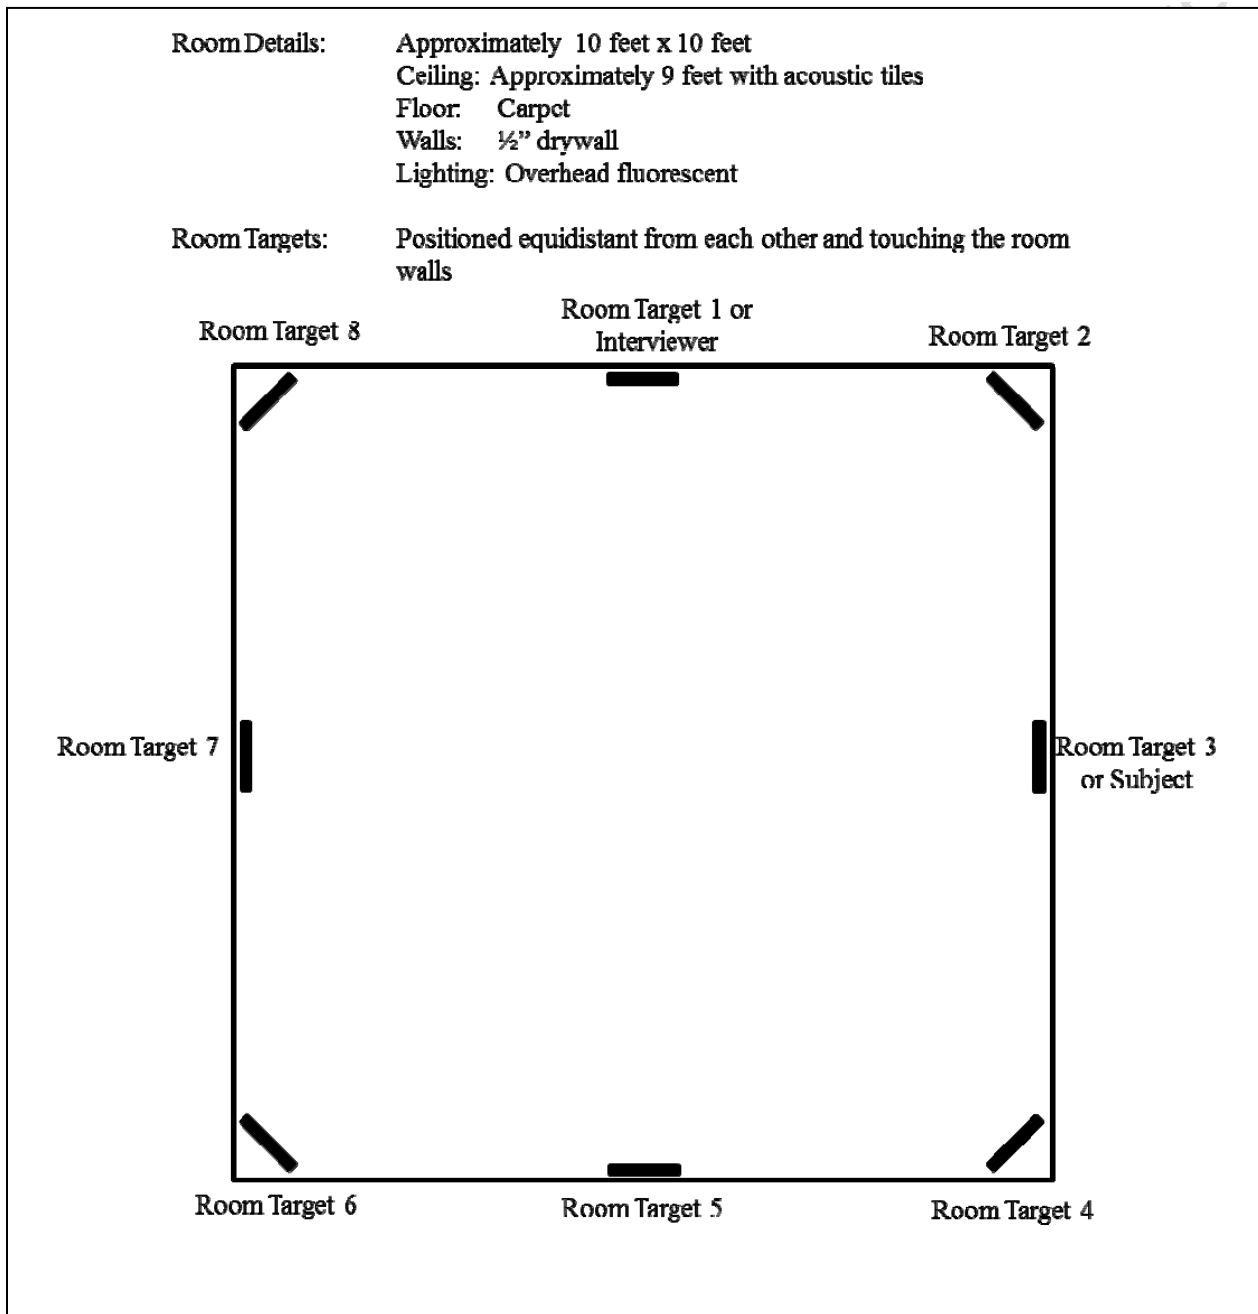 Room Details: Approximately 10 feet x 10 feet
Ceiling: Approximately 9 feet with acoustic tiles
Floor: Carpet
Walls: ½” drywall
Lighting: Overhead fluorescent
Room Targets: Positioned equidistant from each other and touching the room
walls
Room Target 8
Room Target 1 or
Interviewer
Room Target 2
Room Target 7
Room Target 3
or Subject
Room Target 6
Room Target 5
Room Target 4